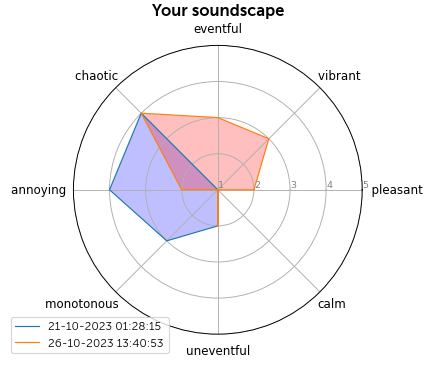 Your soundscape
eventful
chaotic
vibrant
annoying
1
2
3
4
5
pleasant
monotonous
calm
21-10-2023 01:28:15
26-10-2023 13:40:53
uneventful